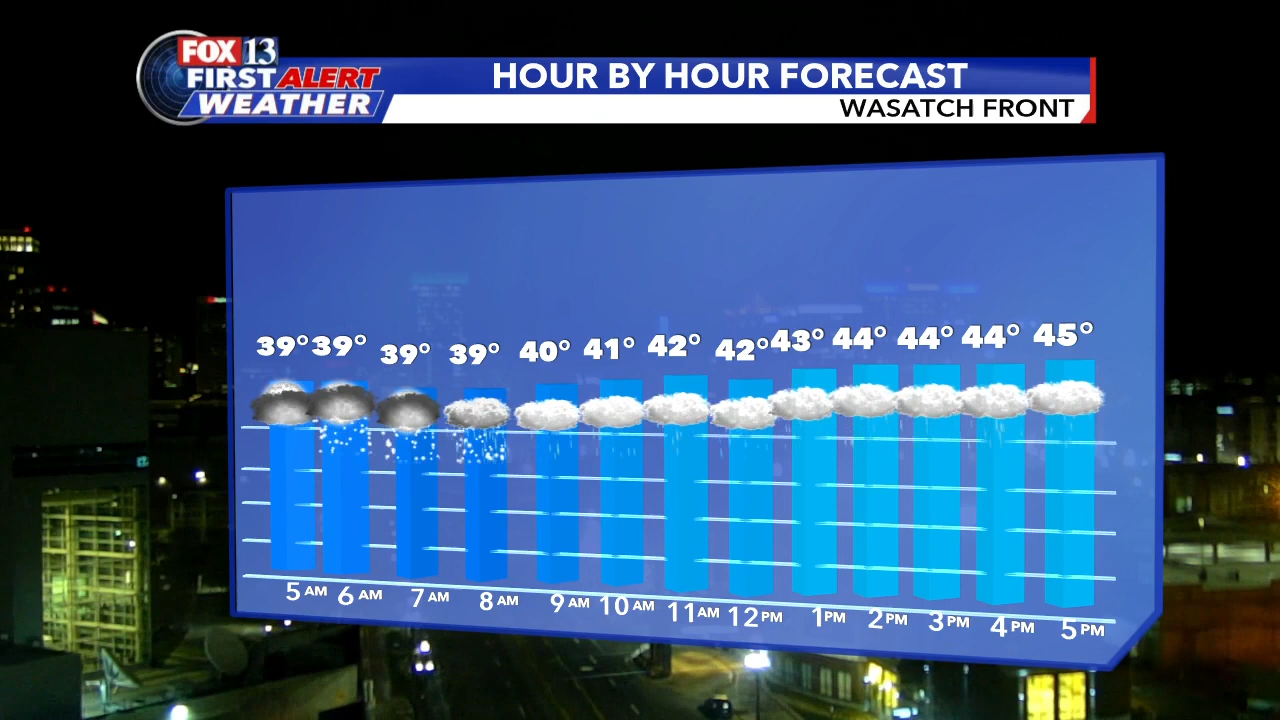 FOX 13
FIRST ALERT
WEATHER
HOUR BY HOUR FORECAST
WASATCH FRONT
39° 39° 39° 39° 40° 41° 42° 42° 43° 44° 44° 44° 45°
5 AM 6 AM 7 AM 8 AM 9 AM 10 AM 11 AM 12 PM 1 PM 2 PM 3 PM 4 PM 5 PM